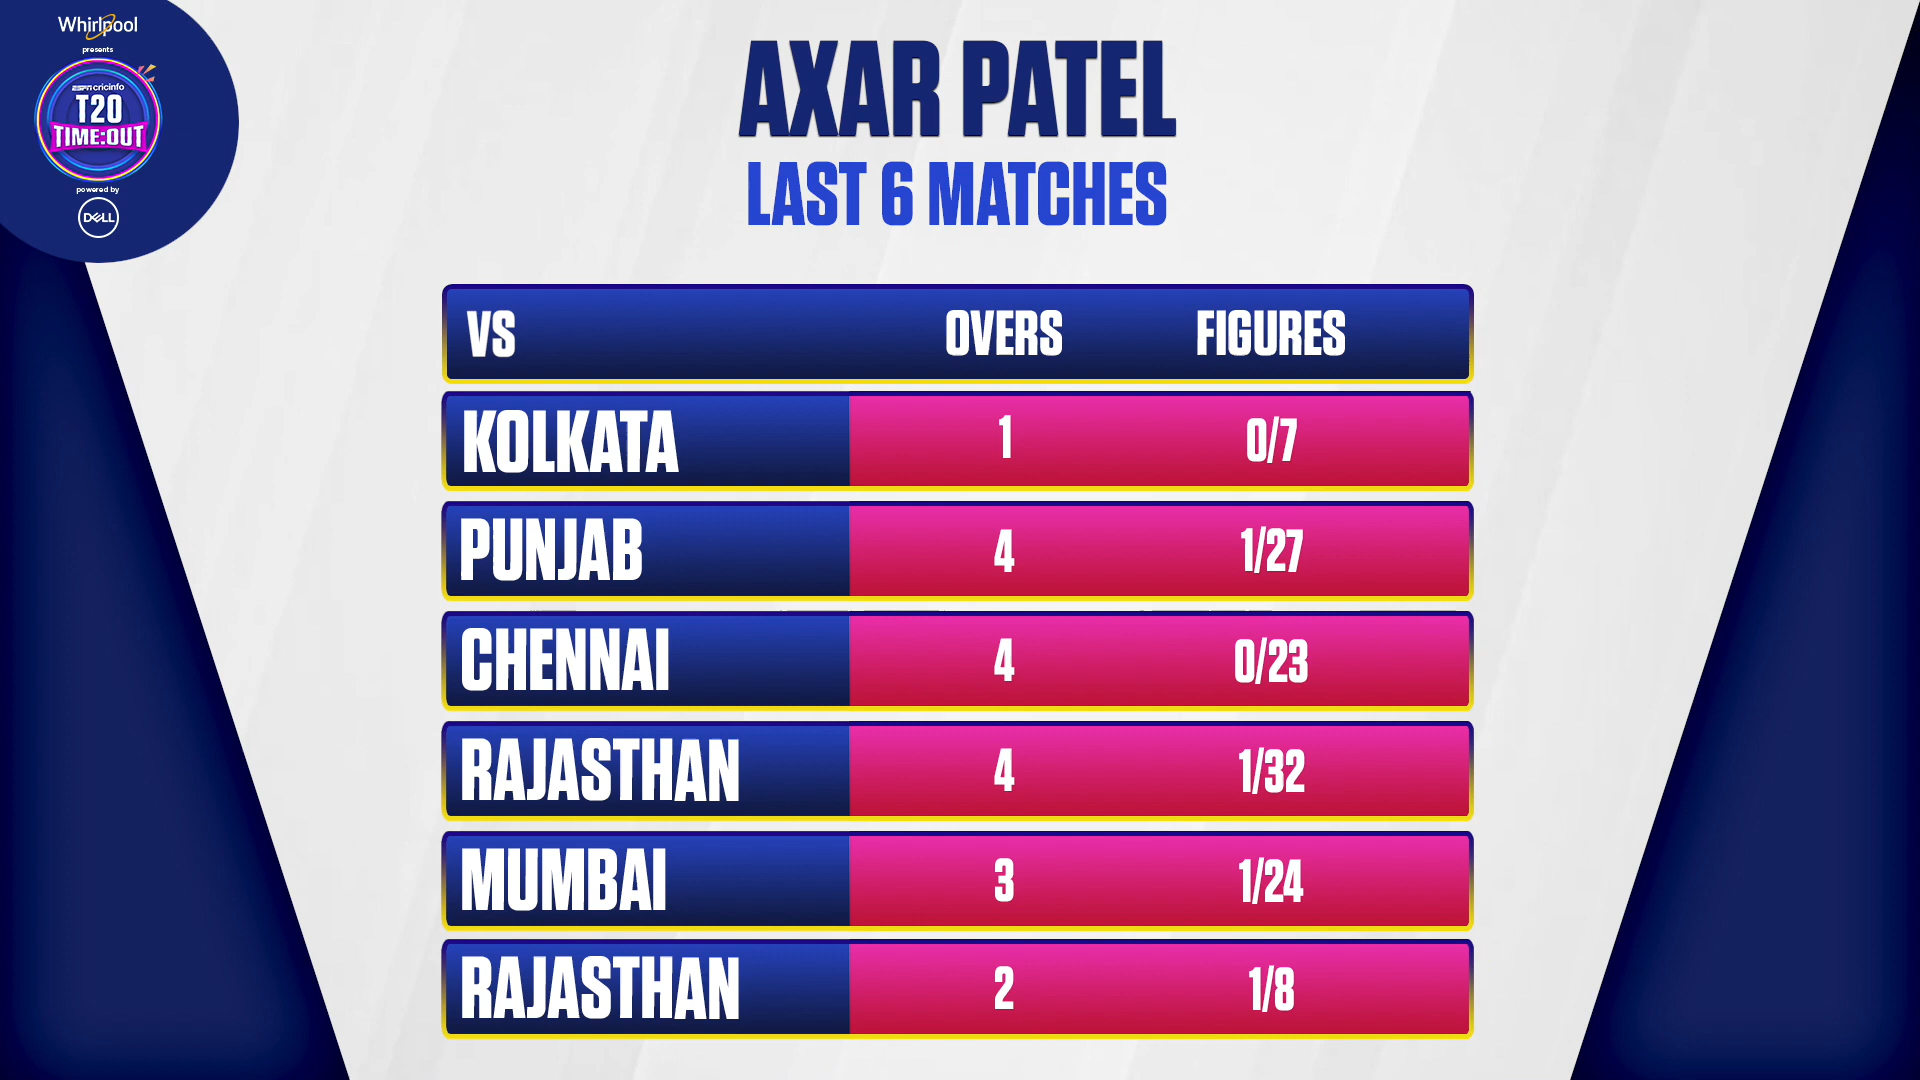 Whirlpool
presents
ESPN cricinfo
T20
TIME:OUT
powered by
DELL
AXAR PATEL
LAST 6 MATCHES
VS OVERS FIGURES
KOLKATA 1 0/7
PUNJAB 4 1/27
CHENNAI 4 0/23
RAJASTHAN 4 1/32
MUMBAI 3 1/24
RAJASTHAN 2 1/8